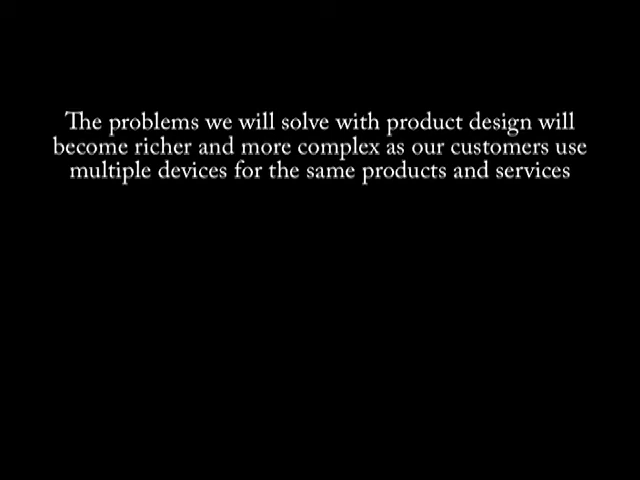 The problems we will solve with product design will
become richer and more complex as our customers use
multiple devices for the same products and services